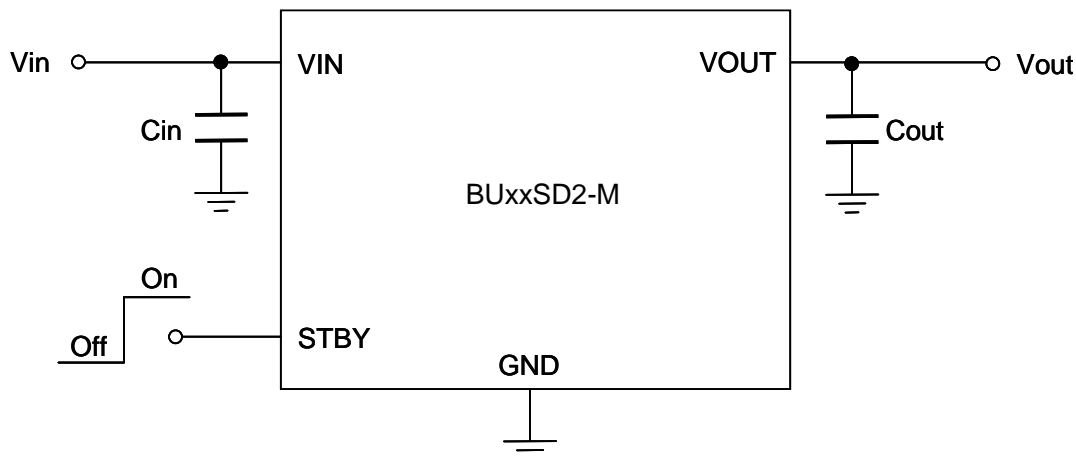 Vin
VIN
VOUT
Vout
Cin
Cout
BUxxSD2-M
On
Off
STBY
GND